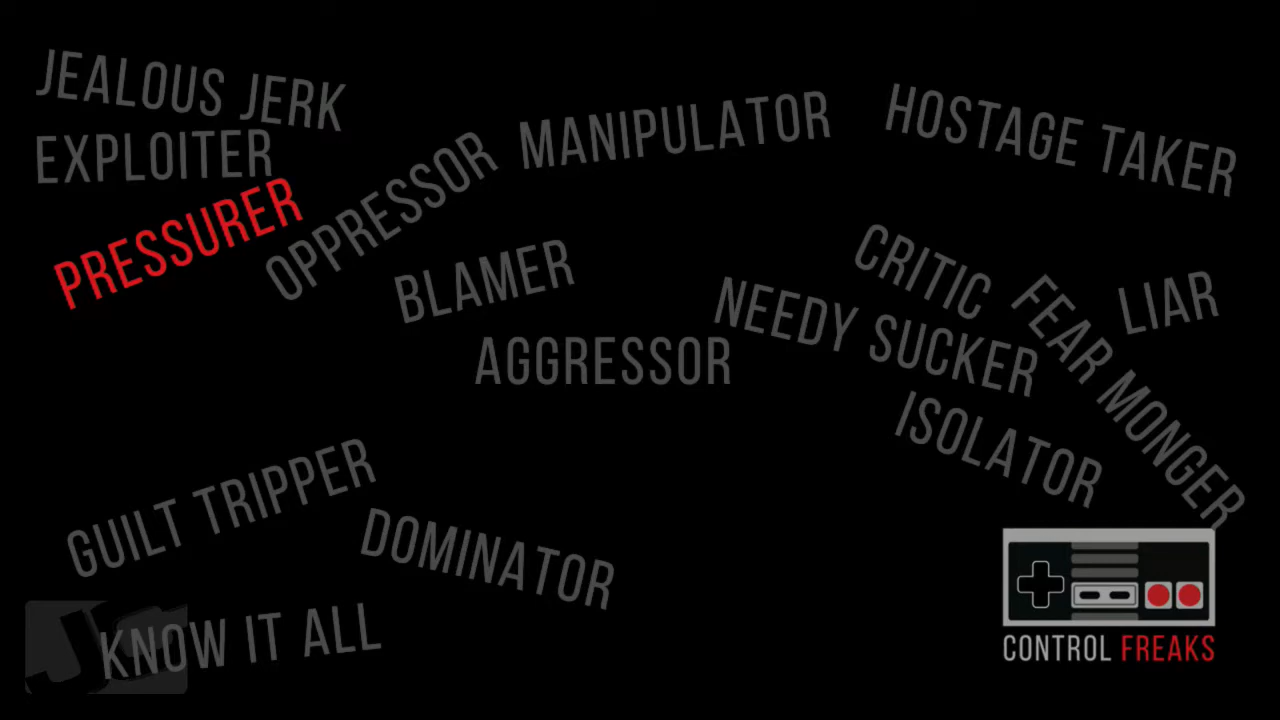 JEALOUS JERK
EXPLOITER
PRESSURER
OPPRESSOR
MANIPULATOR
HOSTAGE TAKER
BLAMER
AGGRESSOR
CRITIC
NEEDY SUCKER
FEAR MONGER
LIAR
ISOLATOR
GUILT TRIPPER
DOMINATOR
KNOW IT ALL
CONTROL FREAKS